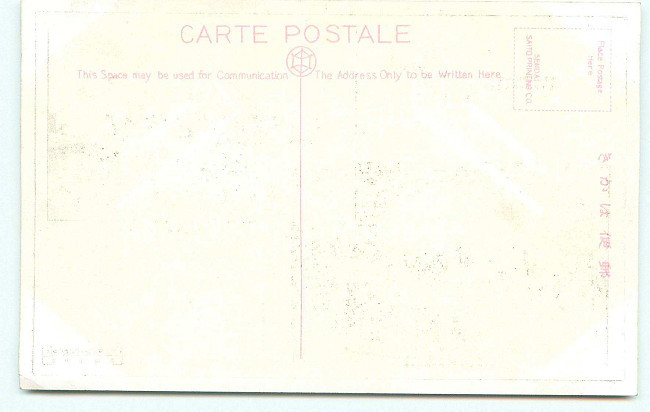 CARTE POSTALE
This Space may be used for Communication
The Address Only to be Written Here
Place Postage
Here
SENDAI
SAITO PRINTING CO.
きかは便郵